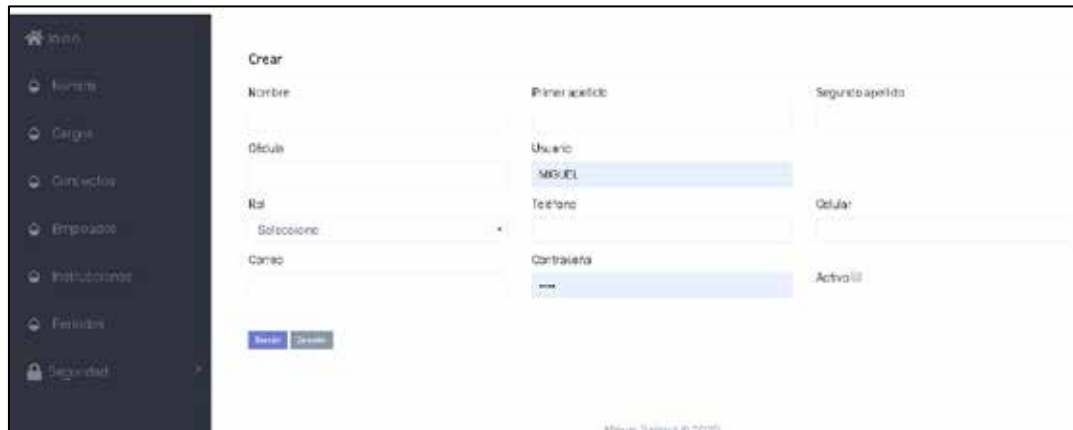 Inicio
Nomina
Cargos
Conceptos
Empleados
Instituciones
Periodos
Seguridad
Crear
Nombre Primer apellido Segundo apellido
Cédula Usuario
MIGUEL
Rol Teléfono Celular
Seleccione
Correo Contraseña Activo